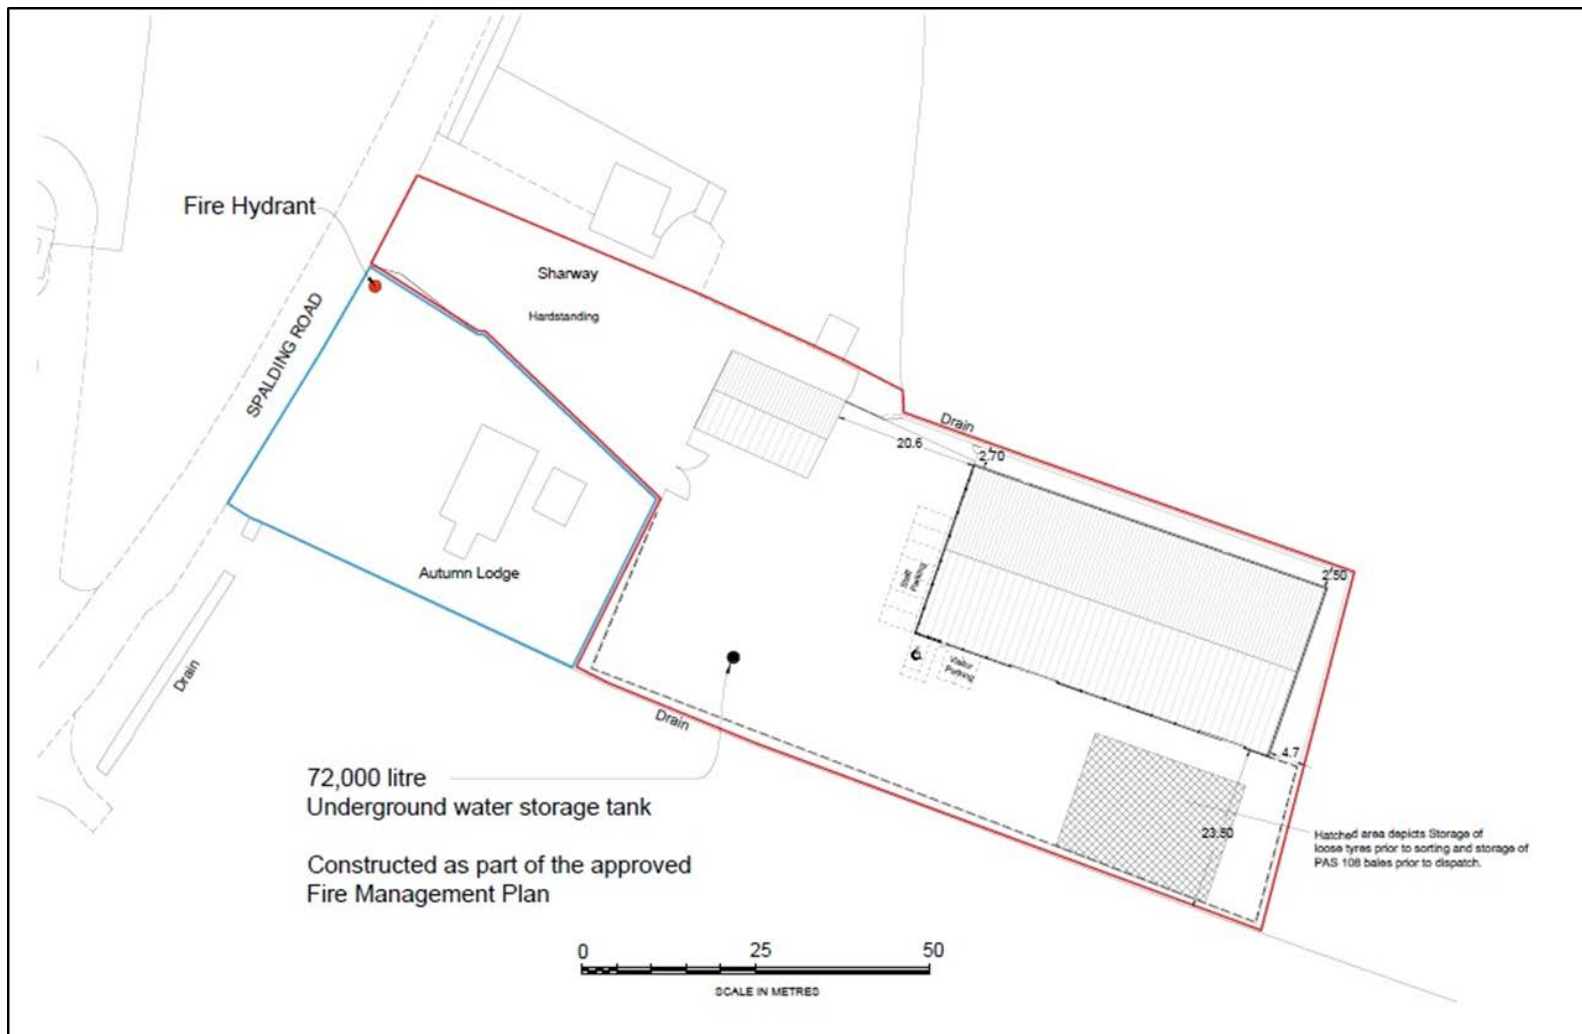 Fire Hydrant
Sharway
Hardstanding
SPALDING ROAD
Drain
20.6
2.70
2.50
Staff
Parking
Autumn Lodge
Visitor
Parking
Drain
Drain
4.7
72,000 litre
Underground water storage tank
23.50
Hatched area depicts Storage of
loose tyres prior to sorting and storage of
PAS 108 bales prior to dispatch.
Constructed as part of the approved
Fire Management Plan
0 25 50
SCALE IN METRES